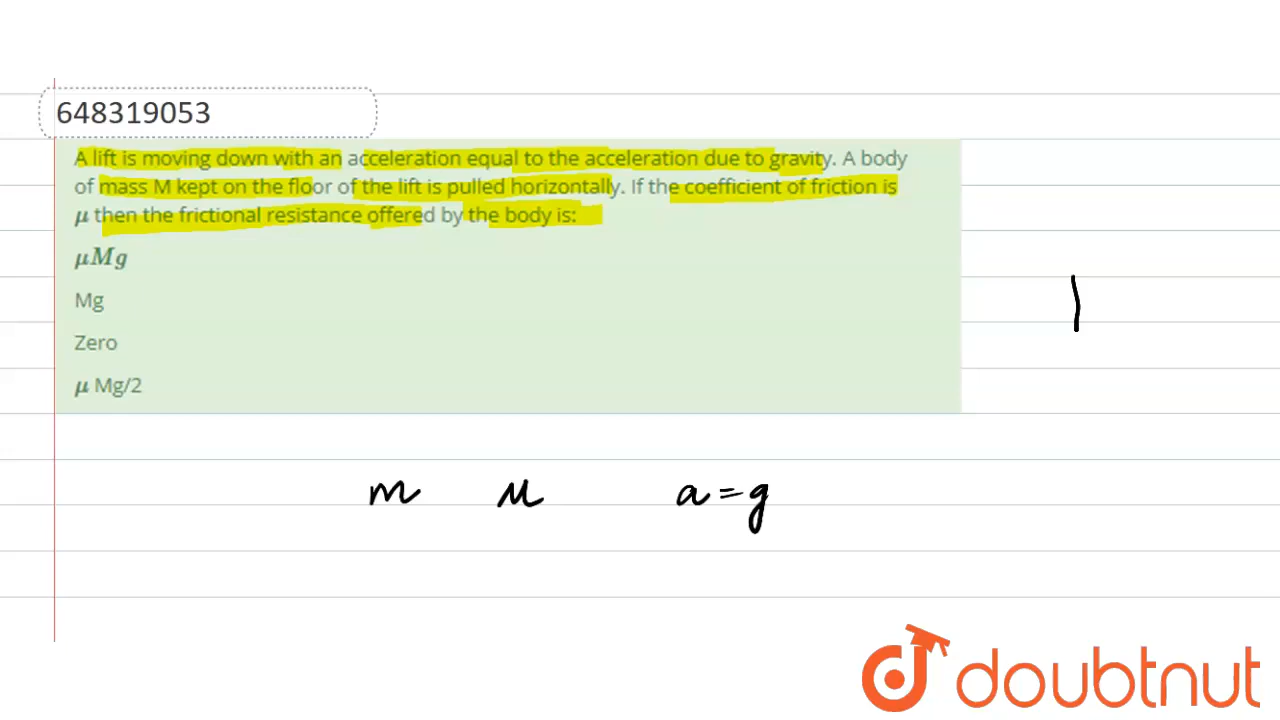 648319053
A lift is moving down with an acceleration equal to the acceleration due to gravity. A body
of mass M kept on the floor of the lift is pulled horizontally. If the coefficient of friction is
μ then the frictional resistance offered by the body is:
μMg
Mg
Zero
μ Mg/2
m μ a=g
doubtnut